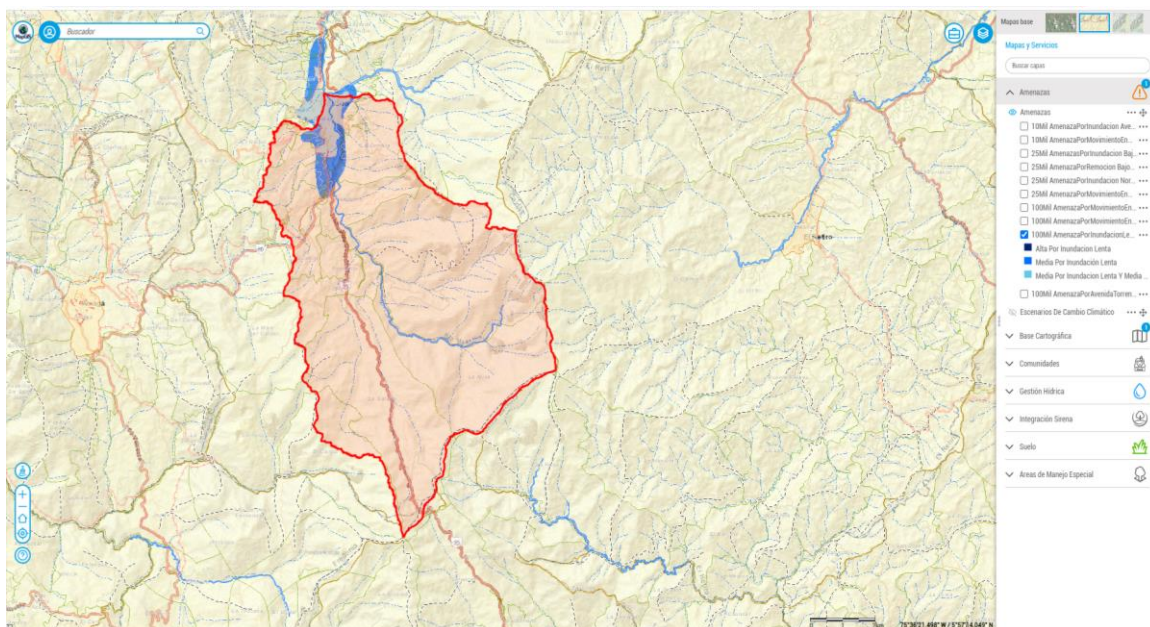 Buscador
Mapas base
Mapas y Servicios
Buscar capas
Amenazas
1
Amenazas
10Mil AmenazaPorInundacion Ave...
10Mil AmenazaPorMovimientoEn...
25Mil AmenazasPorInundacion Baj...
25Mil AmenazaPorRemocion Bajo...
25Mil AmenazaPorInundacion Nor...
25Mil AmenazaPorMovimientoEn...
100Mil AmenazaPorMovimientoEn...
100Mil AmenazaPorMovimientoEn...
100Mil AmenazaPorInundacionLe...
Alta Por Inundacion Lenta
Media Por Inundación Lenta
Media Por Inundacion Lenta Y Media ...
100Mil AmenazaPorAvenidaTorren...
Escenarios De Cambio Climático
Base Cartográfica
1
Comunidades
Gestión Hídrica
Integración Sirena
Suelo
Areas de Manejo Especial